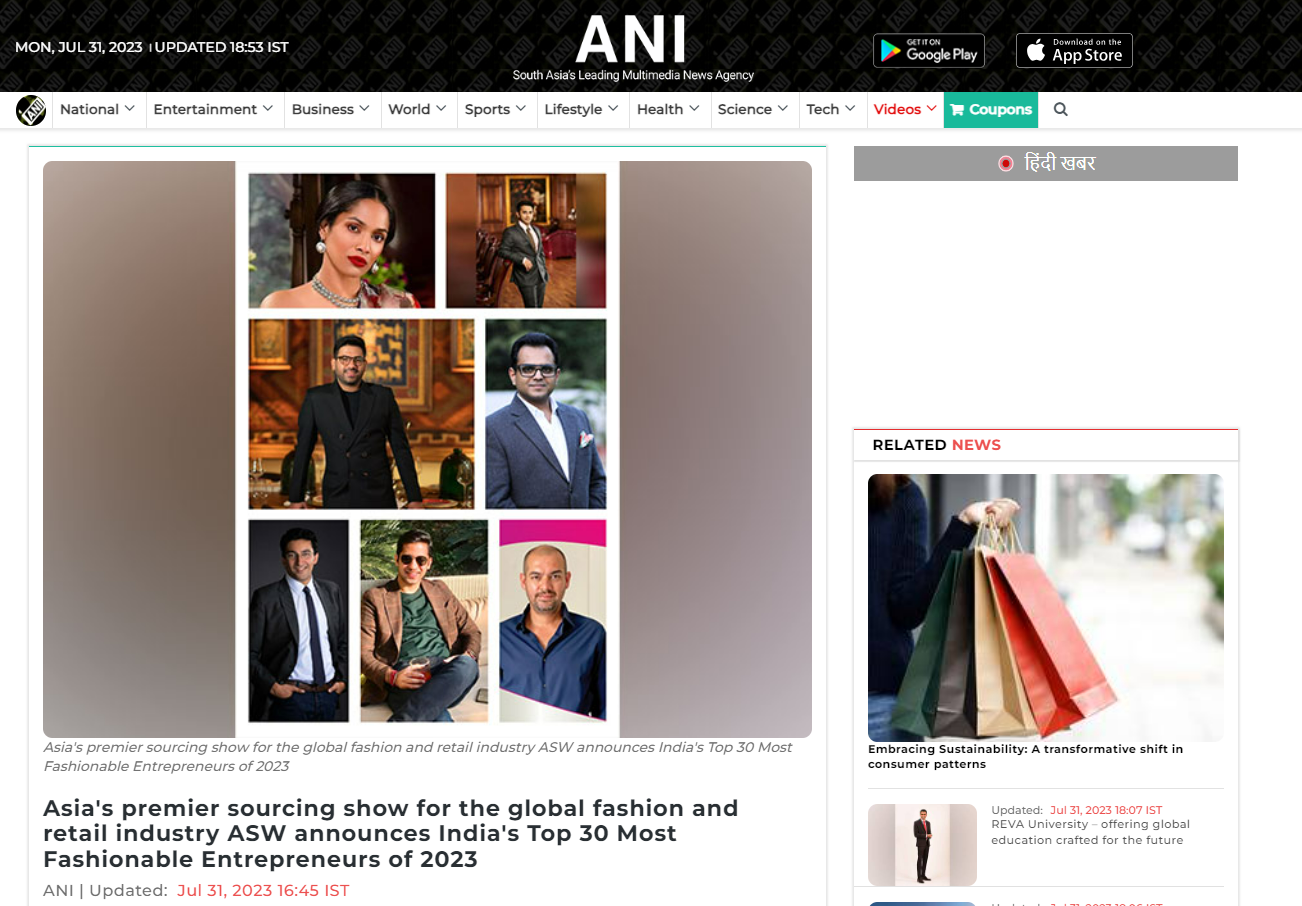 MON, JUL 31, 2023 | UPDATED 18:53 IST
ANI
South Asia's Leading Multimedia News Agency
GET IT ON
Google Play
Download on the
App Store
ANI
National
Entertainment
Business
World
Sports
Lifestyle
Health
Science
Tech
Videos
Coupons
हिंदी खबर
Asia's premier sourcing show for the global fashion and retail industry ASW announces India's Top 30 Most
Fashionable Entrepreneurs of 2023
Asia's premier sourcing show for the global fashion and
retail industry ASW announces India's Top 30 Most
Fashionable Entrepreneurs of 2023
ANI | Updated: Jul 31, 2023 16:45 IST
RELATED NEWS
Embracing Sustainability: A transformative shift in
consumer patterns
Updated: Jul 31, 2023 18:07 IST
REVA University – offering global
education crafted for the future